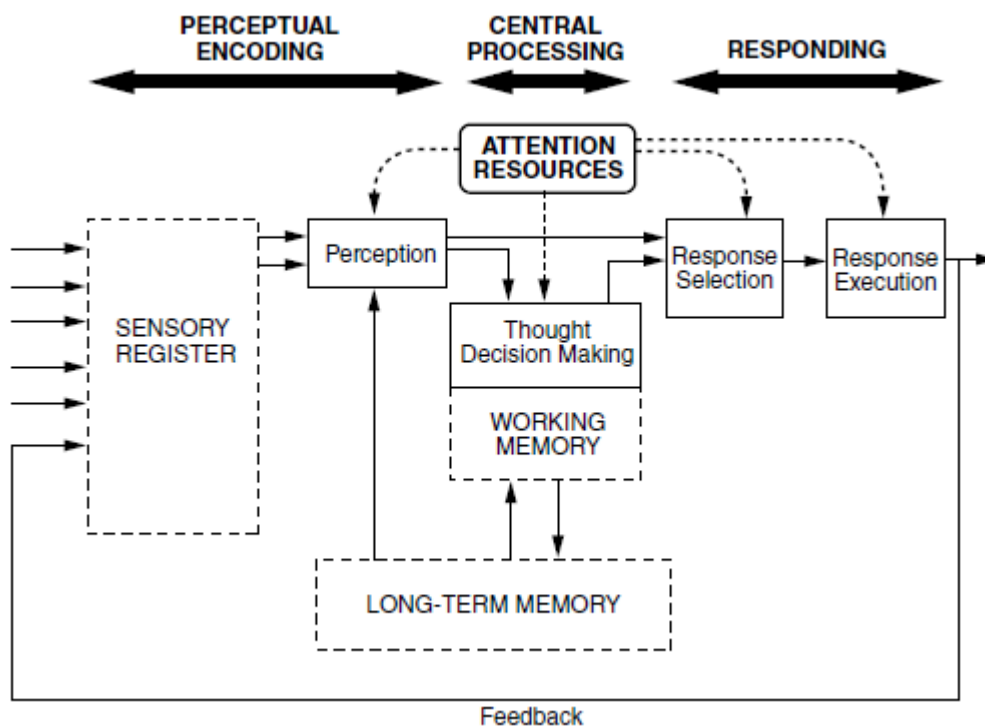 PERCEPTUAL
ENCODING
CENTRAL
PROCESSING
RESPONDING
ATTENTION
RESOURCES
SENSORY
REGISTER
Perception
Thought
Decision Making
WORKING
MEMORY
Response
Selection
Response
Execution
LONG-TERM MEMORY
Feedback